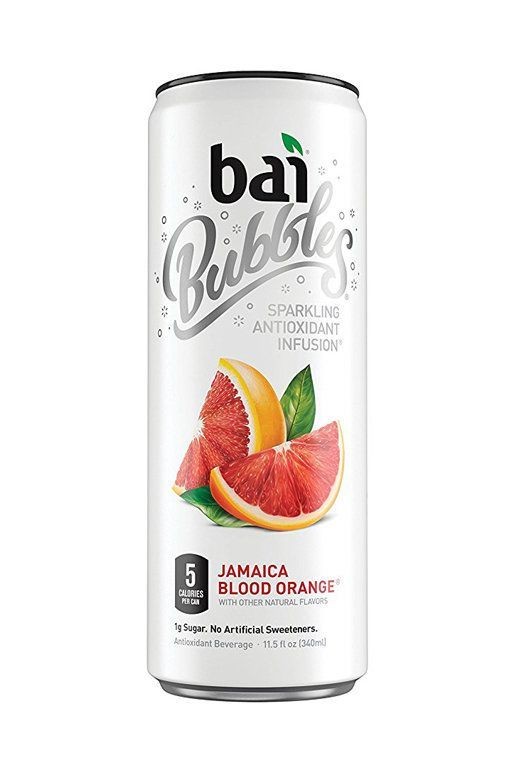 bai®
Bubbles®
SPARKLING
ANTIOXIDANT
INFUSION®
5
CALORIES
PER CAN
JAMAICA
BLOOD ORANGE®
WITH OTHER NATURAL FLAVORS
1g Sugar. No Artificial Sweeteners.
Antioxidant Beverage · 11.5 fl oz (340ml)